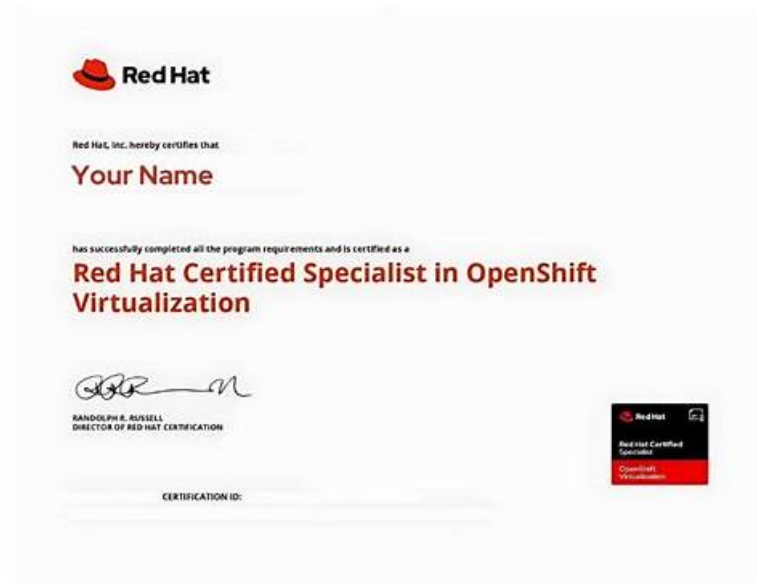 Red Hat
Red Hat, Inc. hereby certifies that
Your Name
has successfully completed all the program requirements and is certified as a
Red Hat Certified Specialist in OpenShift
Virtualization
RANDOLPH R. RUSSELL
DIRECTOR OF RED HAT CERTIFICATION
Red Hat
Red Hat Certified
Specialist
OpenShift
Virtualization
CERTIFICATION ID: